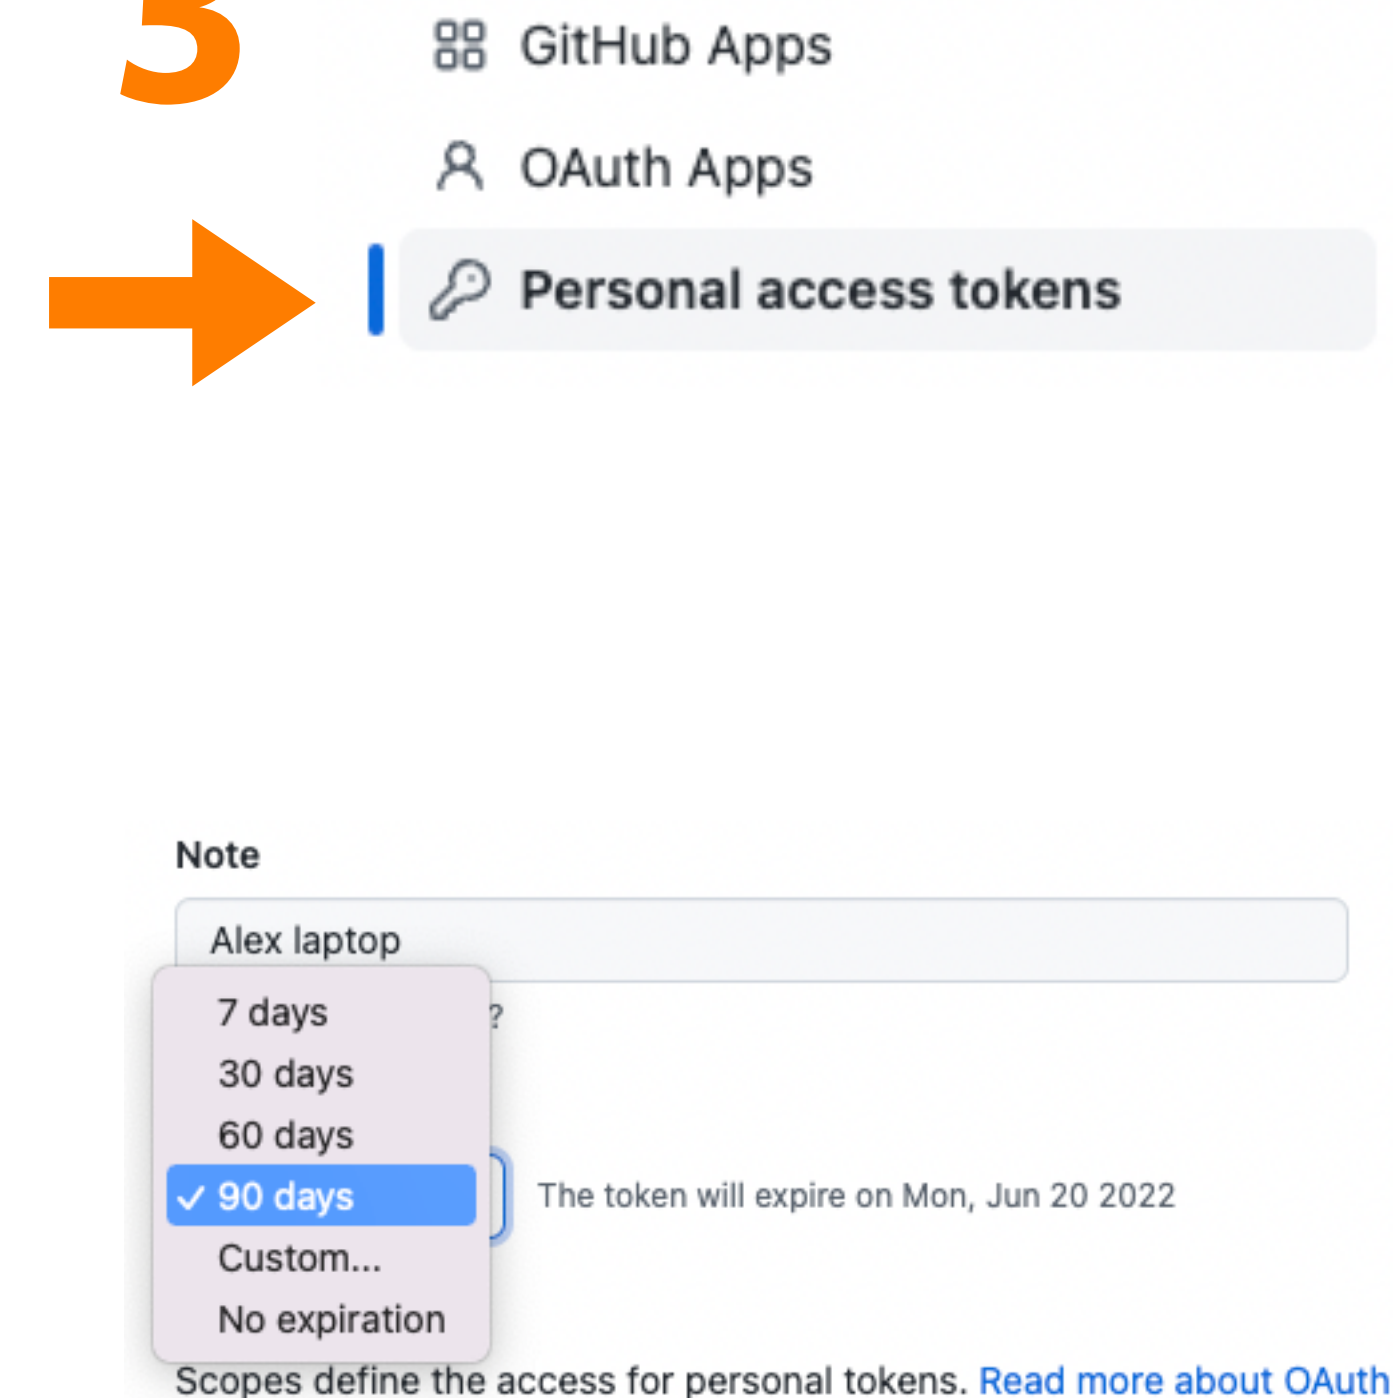 3
GitHub Apps
OAuth Apps
Personal access tokens
Note
Alex laptop
?
7 days
30 days
60 days
✓ 90 days
The token will expire on Mon, Jun 20 2022
Custom...
No expiration
Scopes define the access for personal tokens. Read more about OAuth